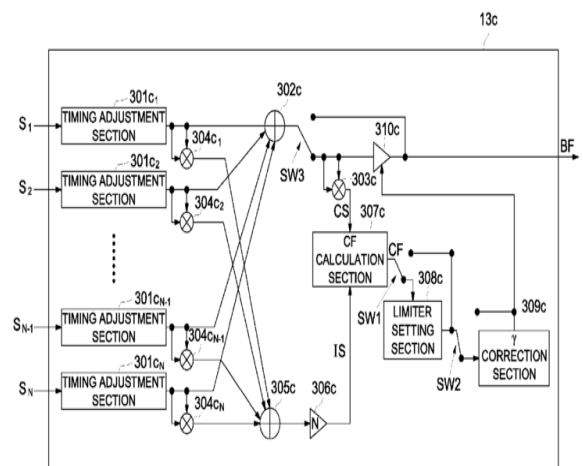 13c
301c1
S1
TIMING ADJUSTMENT
SECTION
302c
304c1
310c
BF
301c2
S2
TIMING ADJUSTMENT
SECTION
SW3
303c
304c2
CS
307c
CF
CALCULATION
SECTION
CF
308c
SW1
309c
301cN-1
SN-1
TIMING ADJUSTMENT
SECTION
LIMITER
SETTING
SECTION
γ
CORRECTION
SECTION
304cN-1
IS
SW2
301cN
SN
TIMING ADJUSTMENT
SECTION
305c
306c
N
304cN